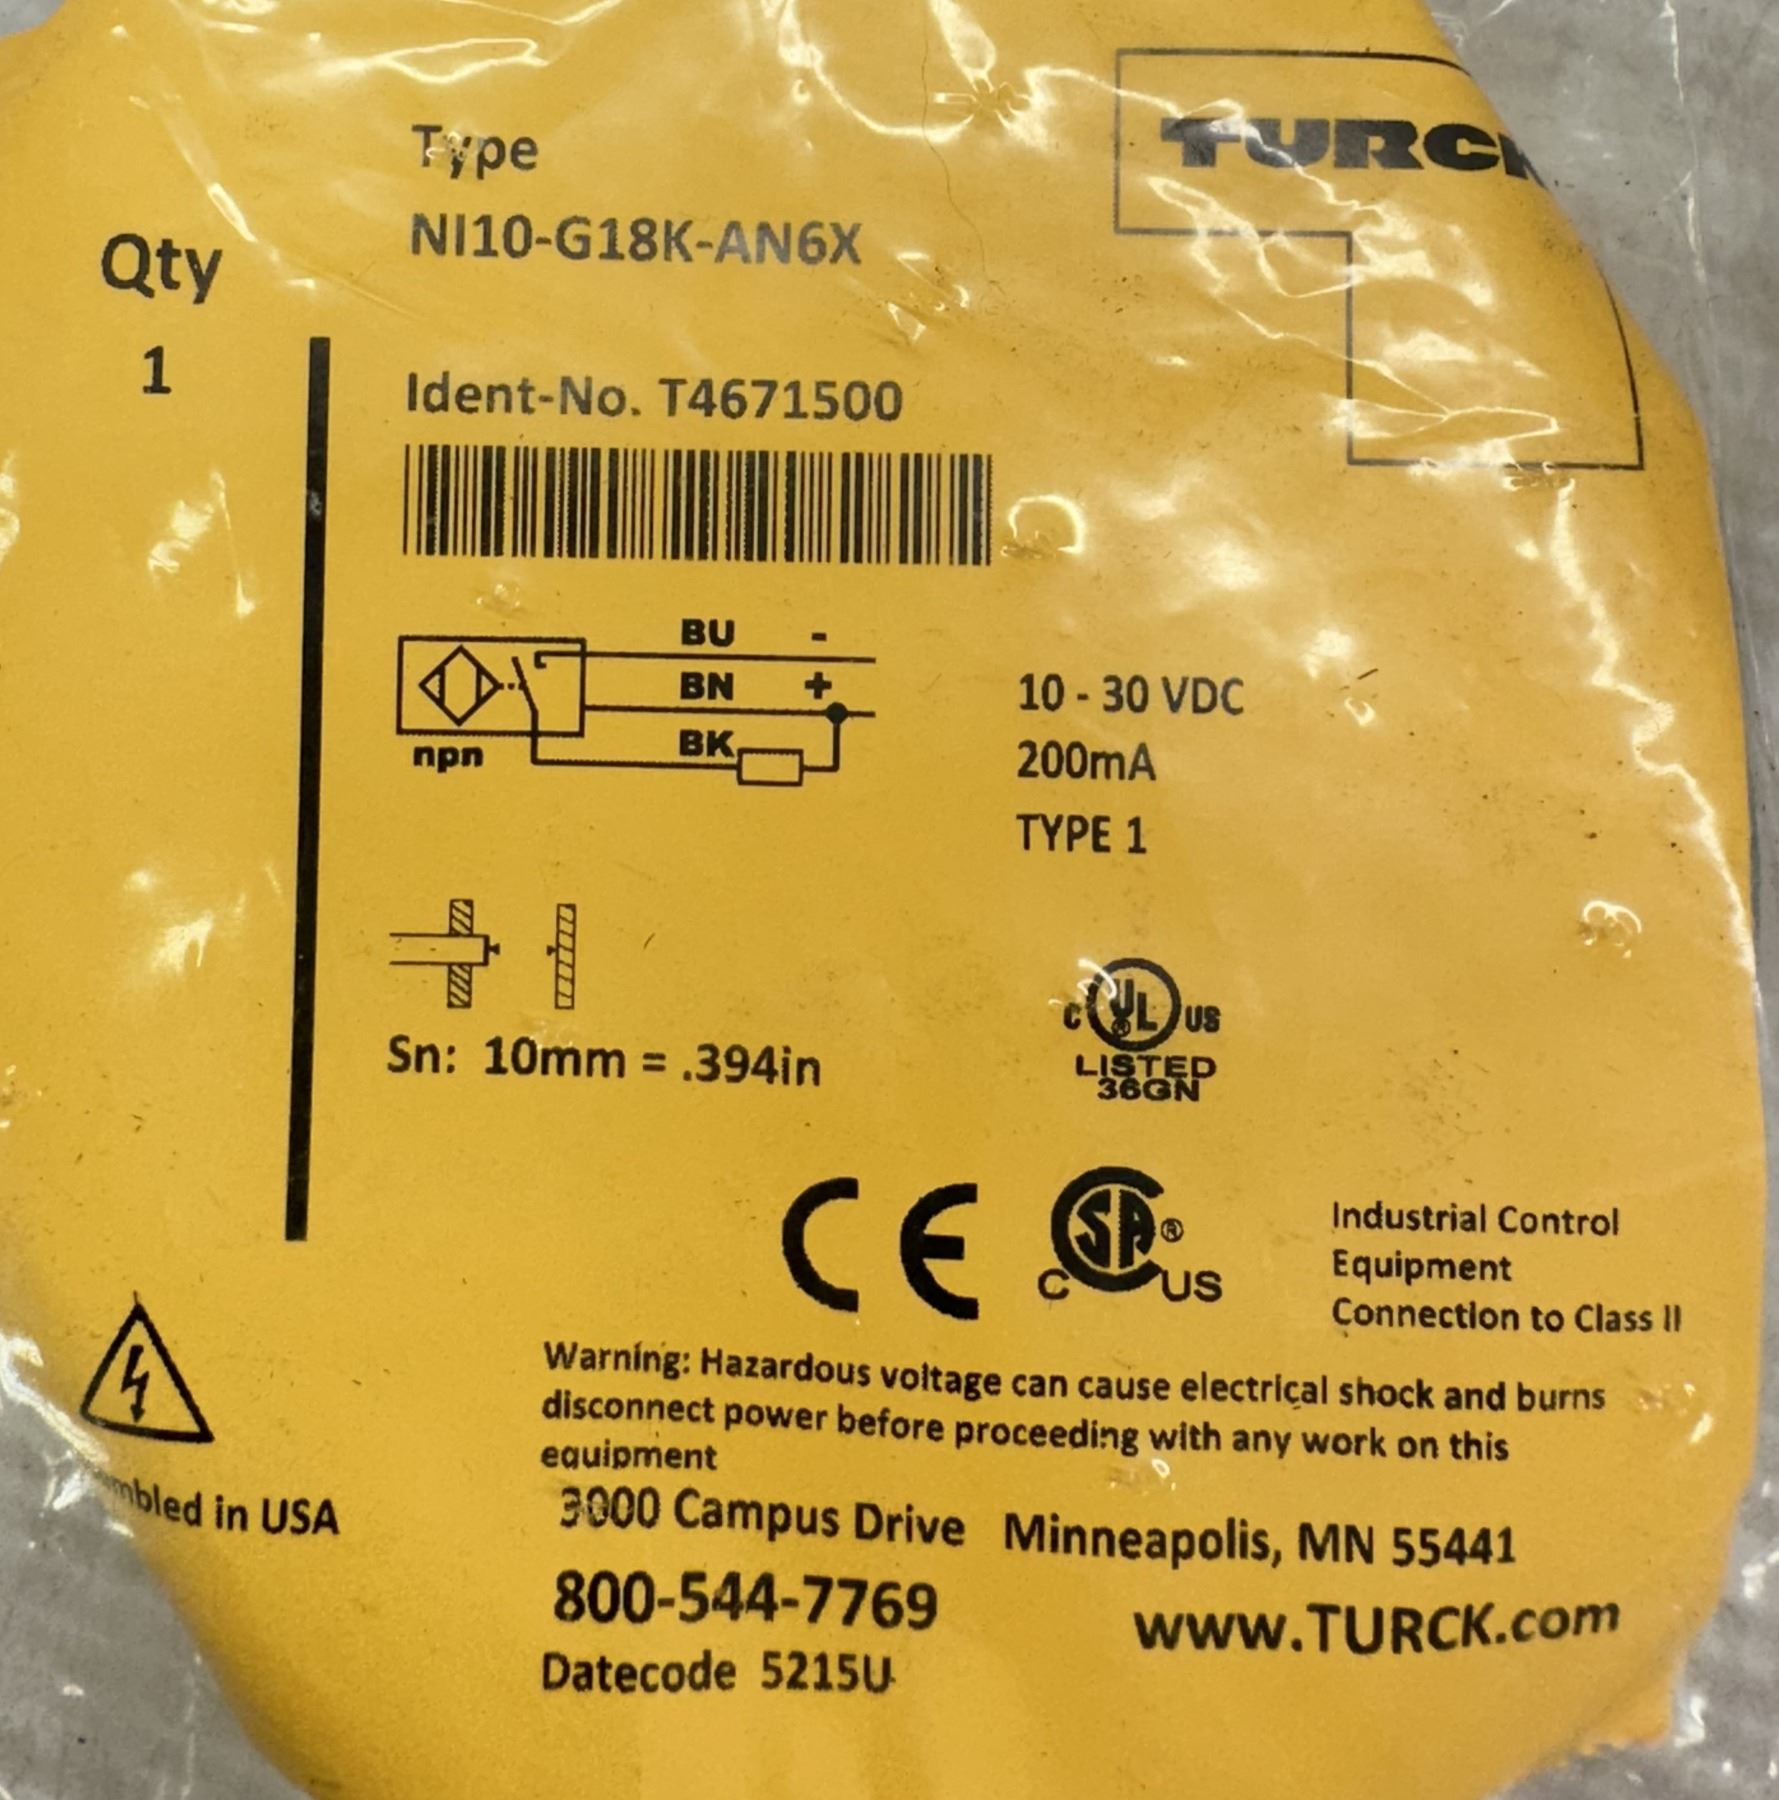 TURCK
Type
NI10-G18K-AN6X
Qty
1
Ident-No. T4671500
BU -
BN +
BK
npn
10 - 30 VDC
200mA
TYPE 1
Sn: 10mm = .394in
C UL ® US
LISTED
36GN
CE
C SA ® US
Industrial Control
Equipment
Connection to Class II
Warning: Hazardous voltage can cause electrical shock and burns
disconnect power before proceeding with any work on this
equipment
in USA
3000 Campus Drive Minneapolis, MN 55441
800-544-7769
www.TURCK.com
Datecode 5215U